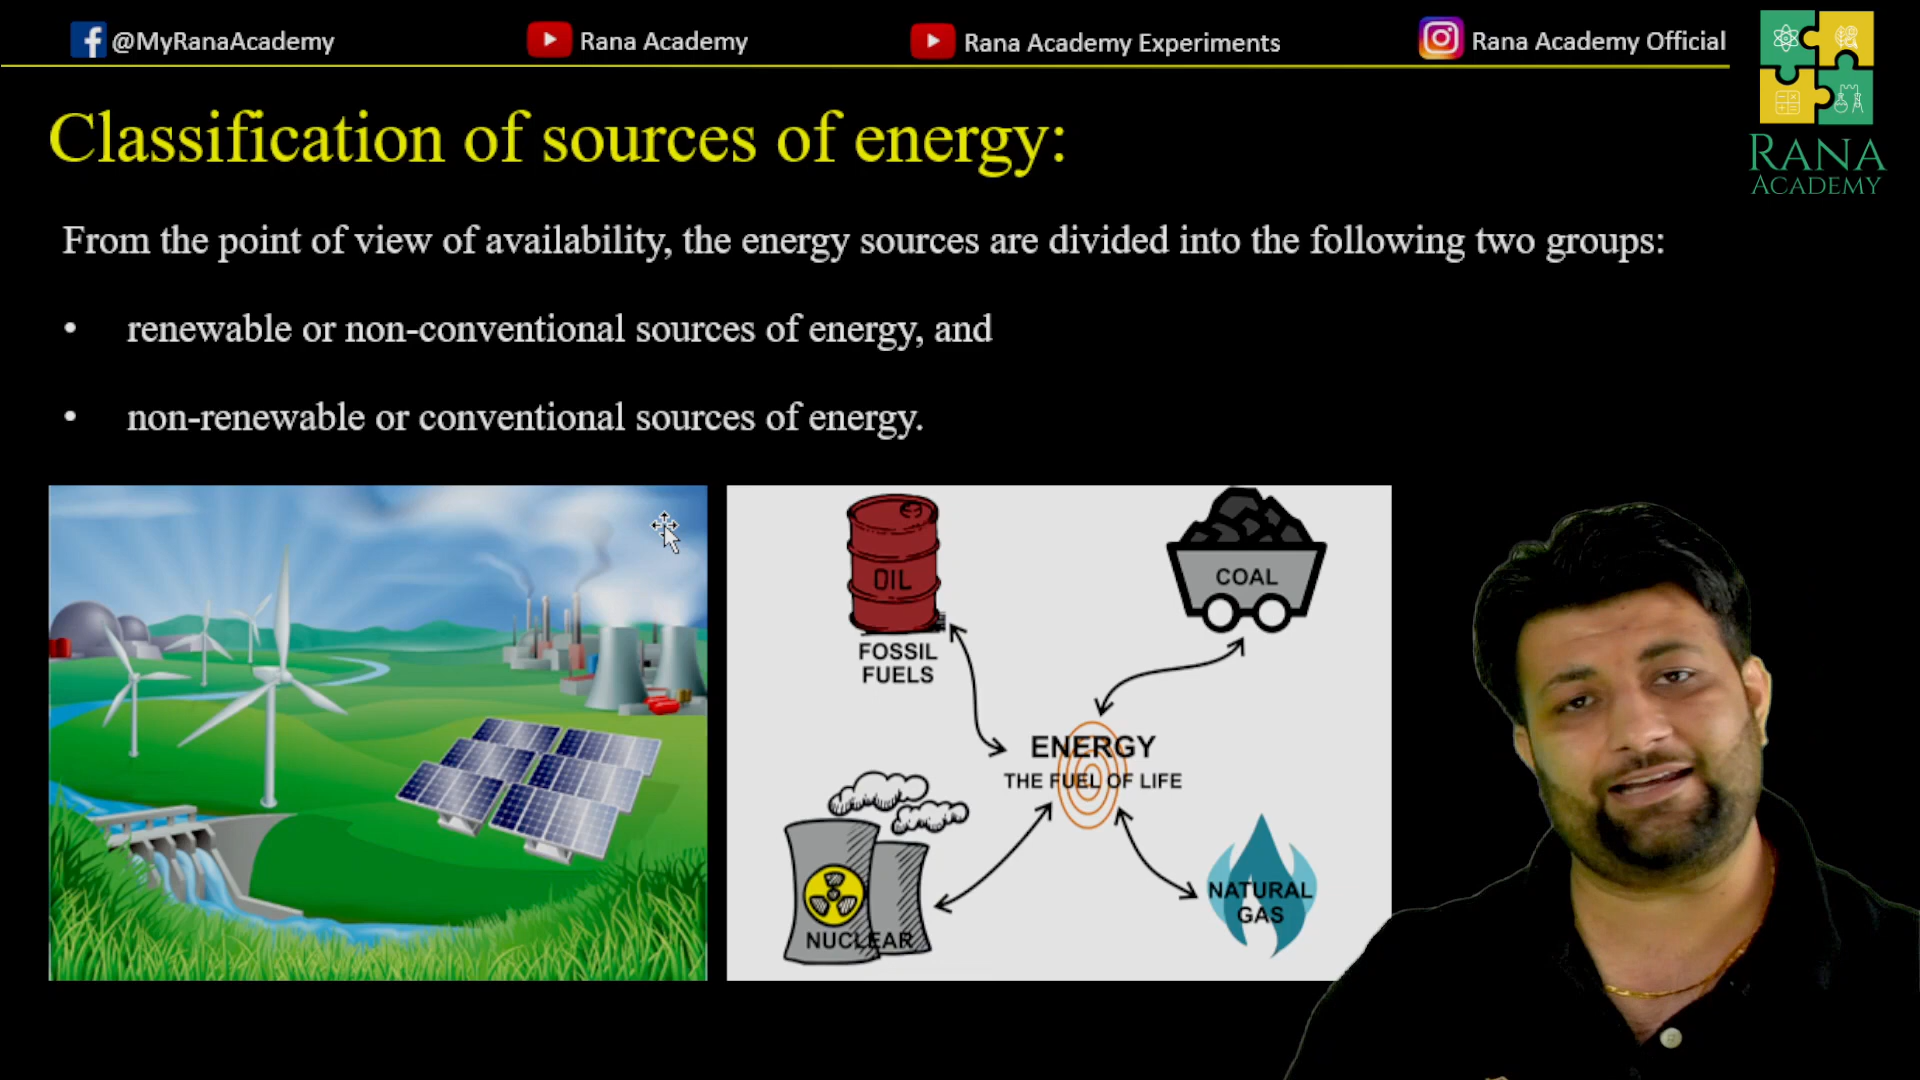 @MyRanaAcademy
Rana Academy
Rana Academy Experiments
Rana Academy Official
RANA
ACADEMY
Classification of sources of energy:
From the point of view of availability, the energy sources are divided into the following two groups:
• renewable or non-conventional sources of energy, and
• non-renewable or conventional sources of energy.
OIL
FOSSIL
FUELS
COAL
ENERGY
THE FUEL OF LIFE
NUCLEAR
NATURAL
GAS